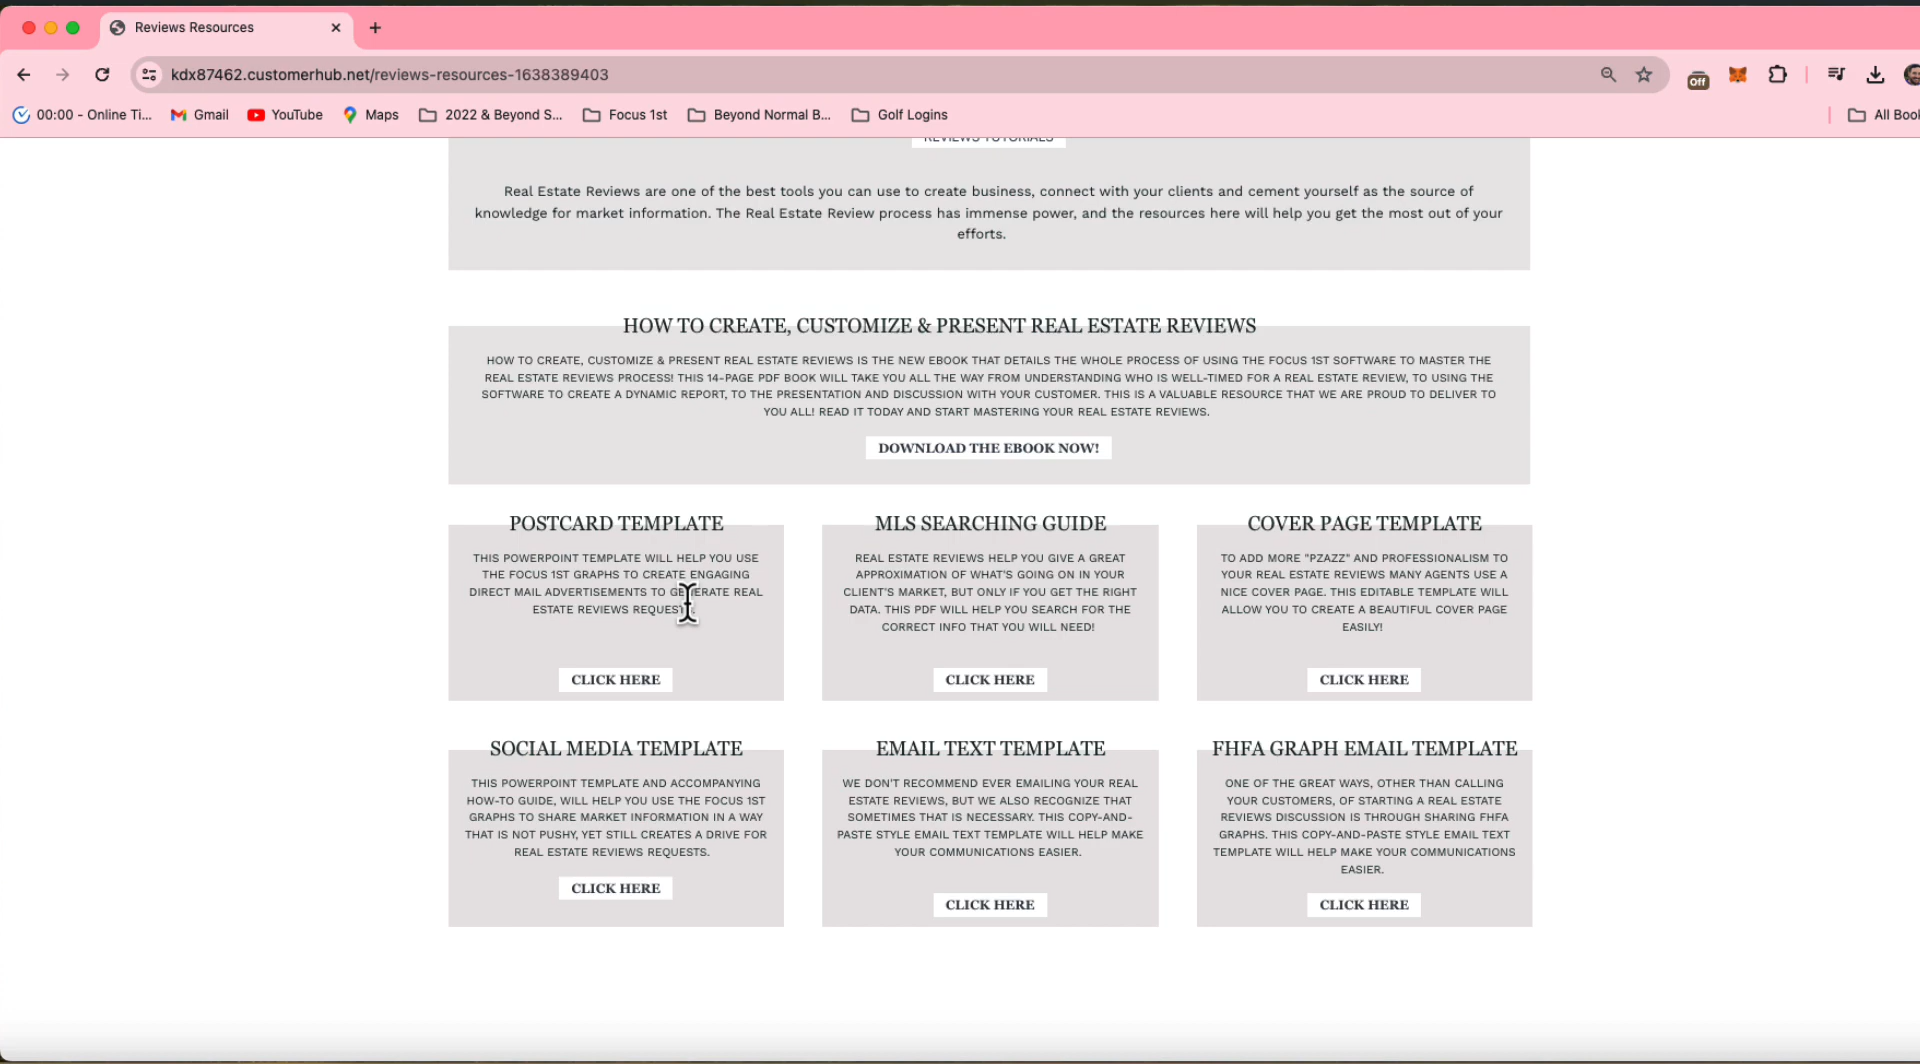 Reviews Resources
kdx87462.customerhub.net/reviews-resources-1638389403
Off
00:00 - Online Ti...
Gmail
YouTube
Maps
2022 & Beyond S...
Focus 1st
Beyond Normal B...
Golf Logins
All Book
REVIEWS TUTORIALS
Real Estate Reviews are one of the best tools you can use to create business, connect with your clients and cement yourself as the source of
knowledge for market information. The Real Estate Review process has immense power, and the resources here will help you get the most out of your
efforts.
HOW TO CREATE, CUSTOMIZE & PRESENT REAL ESTATE REVIEWS
HOW TO CREATE, CUSTOMIZE & PRESENT REAL ESTATE REVIEWS IS THE NEW EBOOK THAT DETAILS THE WHOLE PROCESS OF USING THE FOCUS 1ST SOFTWARE TO MASTER THE
REAL ESTATE REVIEWS PROCESS! THIS 14-PAGE PDF BOOK WILL TAKE YOU ALL THE WAY FROM UNDERSTANDING WHO IS WELL-TIMED FOR A REAL ESTATE REVIEW, TO USING THE
SOFTWARE TO CREATE A DYNAMIC REPORT, TO THE PRESENTATION AND DISCUSSION WITH YOUR CUSTOMER. THIS IS A VALUABLE RESOURCE THAT WE ARE PROUD TO DELIVER TO
YOU ALL! READ IT TODAY AND START MASTERING YOUR REAL ESTATE REVIEWS.
DOWNLOAD THE EBOOK NOW!
POSTCARD TEMPLATE
THIS POWERPOINT TEMPLATE WILL HELP YOU USE
THE FOCUS 1ST GRAPHS TO CREATE ENGAGING
DIRECT MAIL ADVERTISEMENTS TO GENERATE REAL
ESTATE REVIEWS REQUESTS.
CLICK HERE
MLS SEARCHING GUIDE
REAL ESTATE REVIEWS HELP YOU GIVE A GREAT
APPROXIMATION OF WHAT'S GOING ON IN YOUR
CLIENT'S MARKET, BUT ONLY IF YOU GET THE RIGHT
DATA. THIS PDF WILL HELP YOU SEARCH FOR THE
CORRECT INFO THAT YOU WILL NEED!
CLICK HERE
COVER PAGE TEMPLATE
TO ADD MORE "PZAZZ" AND PROFESSIONALISM TO
YOUR REAL ESTATE REVIEWS MANY AGENTS USE A
NICE COVER PAGE. THIS EDITABLE TEMPLATE WILL
ALLOW YOU TO CREATE A BEAUTIFUL COVER PAGE
EASILY!
CLICK HERE
SOCIAL MEDIA TEMPLATE
THIS POWERPOINT TEMPLATE AND ACCOMPANYING
HOW-TO GUIDE, WILL HELP YOU USE THE FOCUS 1ST
GRAPHS TO SHARE MARKET INFORMATION IN A WAY
THAT IS NOT PUSHY, YET STILL CREATES A DRIVE FOR
REAL ESTATE REVIEWS REQUESTS.
CLICK HERE
EMAIL TEXT TEMPLATE
WE DON'T RECOMMEND EVER EMAILING YOUR REAL
ESTATE REVIEWS, BUT WE ALSO RECOGNIZE THAT
SOMETIMES THAT IS NECESSARY. THIS COPY-AND-
PASTE STYLE EMAIL TEXT TEMPLATE WILL HELP MAKE
YOUR COMMUNICATIONS EASIER.
CLICK HERE
FHFA GRAPH EMAIL TEMPLATE
ONE OF THE GREAT WAYS, OTHER THAN CALLING
YOUR CUSTOMERS, OF STARTING A REAL ESTATE
REVIEWS DISCUSSION IS THROUGH SHARING FHFA
GRAPHS. THIS COPY-AND-PASTE STYLE EMAIL TEXT
TEMPLATE WILL HELP MAKE YOUR COMMUNICATIONS
EASIER.
CLICK HERE